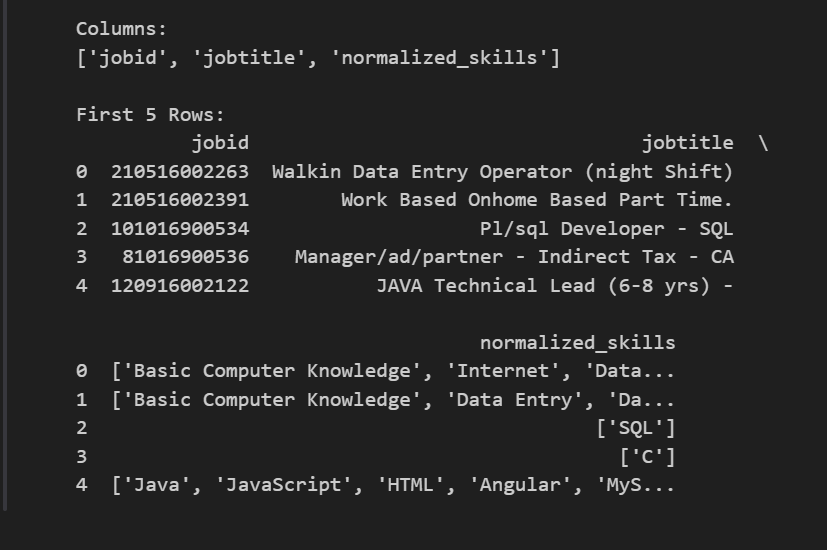 Columns:
['jobid', 'jobtitle', 'normalized_skills']
First 5 Rows:
jobid jobtitle \
0 210516002263 Walkin Data Entry Operator (night Shift)
1 210516002391 Work Based Onhome Based Part Time.
2 101016900534 Pl/sql Developer - SQL
3 81016900536 Manager/ad/partner - Indirect Tax - CA
4 120916002122 JAVA Technical Lead (6-8 yrs) -
normalized_skills
0 ['Basic Computer Knowledge', 'Internet', 'Data...
1 ['Basic Computer Knowledge', 'Data Entry', 'Da...
2 ['SQL']
3 ['C']
4 ['Java', 'JavaScript', 'HTML', 'Angular', 'MyS...